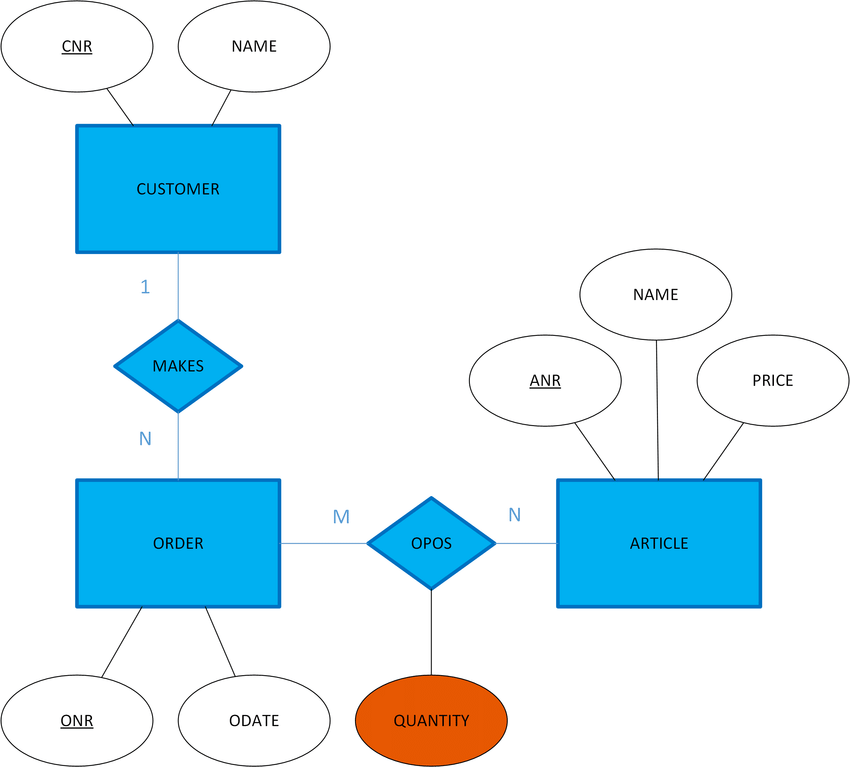 CNR
NAME
CUSTOMER
1
MAKES
N
NAME
ANR
PRICE
ORDER
M
OPOS
N
ARTICLE
ONR
ODATE
QUANTITY